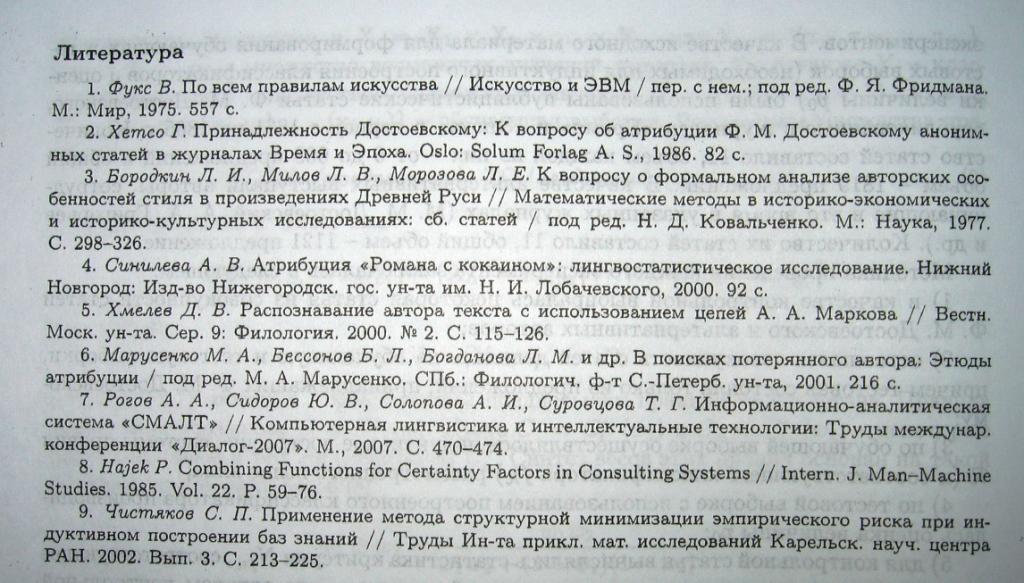 Литература
1. Фукс В. По всем правилам искусства // Искусство и ЭВМ / пер. с нем.; под ред. Ф. Я. Фридмана.
М.: Мир, 1975. 557 с.
2. Хетсо Г. Принадлежность Достоевскому: К вопросу об атрибуции Ф. М. Достоевскому аноним-
ных статей в журналах Время и Эпоха. Oslo: Solum Forlag A. S., 1986. 82 с.
3. Бородкин Л. И., Милов Л. В., Морозова Л. Е. К вопросу о формальном анализе авторских осо-
бенностей стиля в произведениях Древней Руси // Математические методы в историко-экономических
и историко-культурных исследованиях: сб. статей / под ред. Н. Д. Ковальченко. М.: Наука, 1977.
С. 298–326.
4. Синилева А. В. Атрибуция «Романа с кокаином»: лингвостатистическое исследование. Нижний
Новгород: Изд-во Нижегородск. гос. ун-та им. Н. И. Лобачевского, 2000. 92 с.
5. Хмелев Д. В. Распознавание автора текста с использованием цепей А. А. Маркова // Вестн.
Моск. ун-та. Сер. 9: Филология. 2000. № 2. С. 115–126.
6. Марусенко М. А., Бессонов Б. Л., Богданова Л. М. и др. В поисках потерянного автора: Этюды
атрибуции / под ред. М. А. Марусенко. СПб.: Филологич. ф-т С.-Петерб. ун-та, 2001. 216 с.
7. Рогов А. А., Сидоров Ю. В., Солопова А. И., Суровцова Т. Г. Информационно-аналитическая
система «СМАЛТ» // Компьютерная лингвистика и интеллектуальные технологии: Труды междунар.
конференции «Диалог-2007». М., 2007. С. 470–474.
8. Hajek P. Combining Functions for Certainty Factors in Consulting Systems // Intern. J. Man–Machine
Studies. 1985. Vol. 22. P. 59–76.
9. Чистяков С. П. Применение метода структурной минимизации эмпирического риска при ин-
дуктивном построении баз знаний // Труды Ин-та прикл. мат. исследований Карельск. науч. центра
РАН. 2002. Вып. 3. С. 213–225.